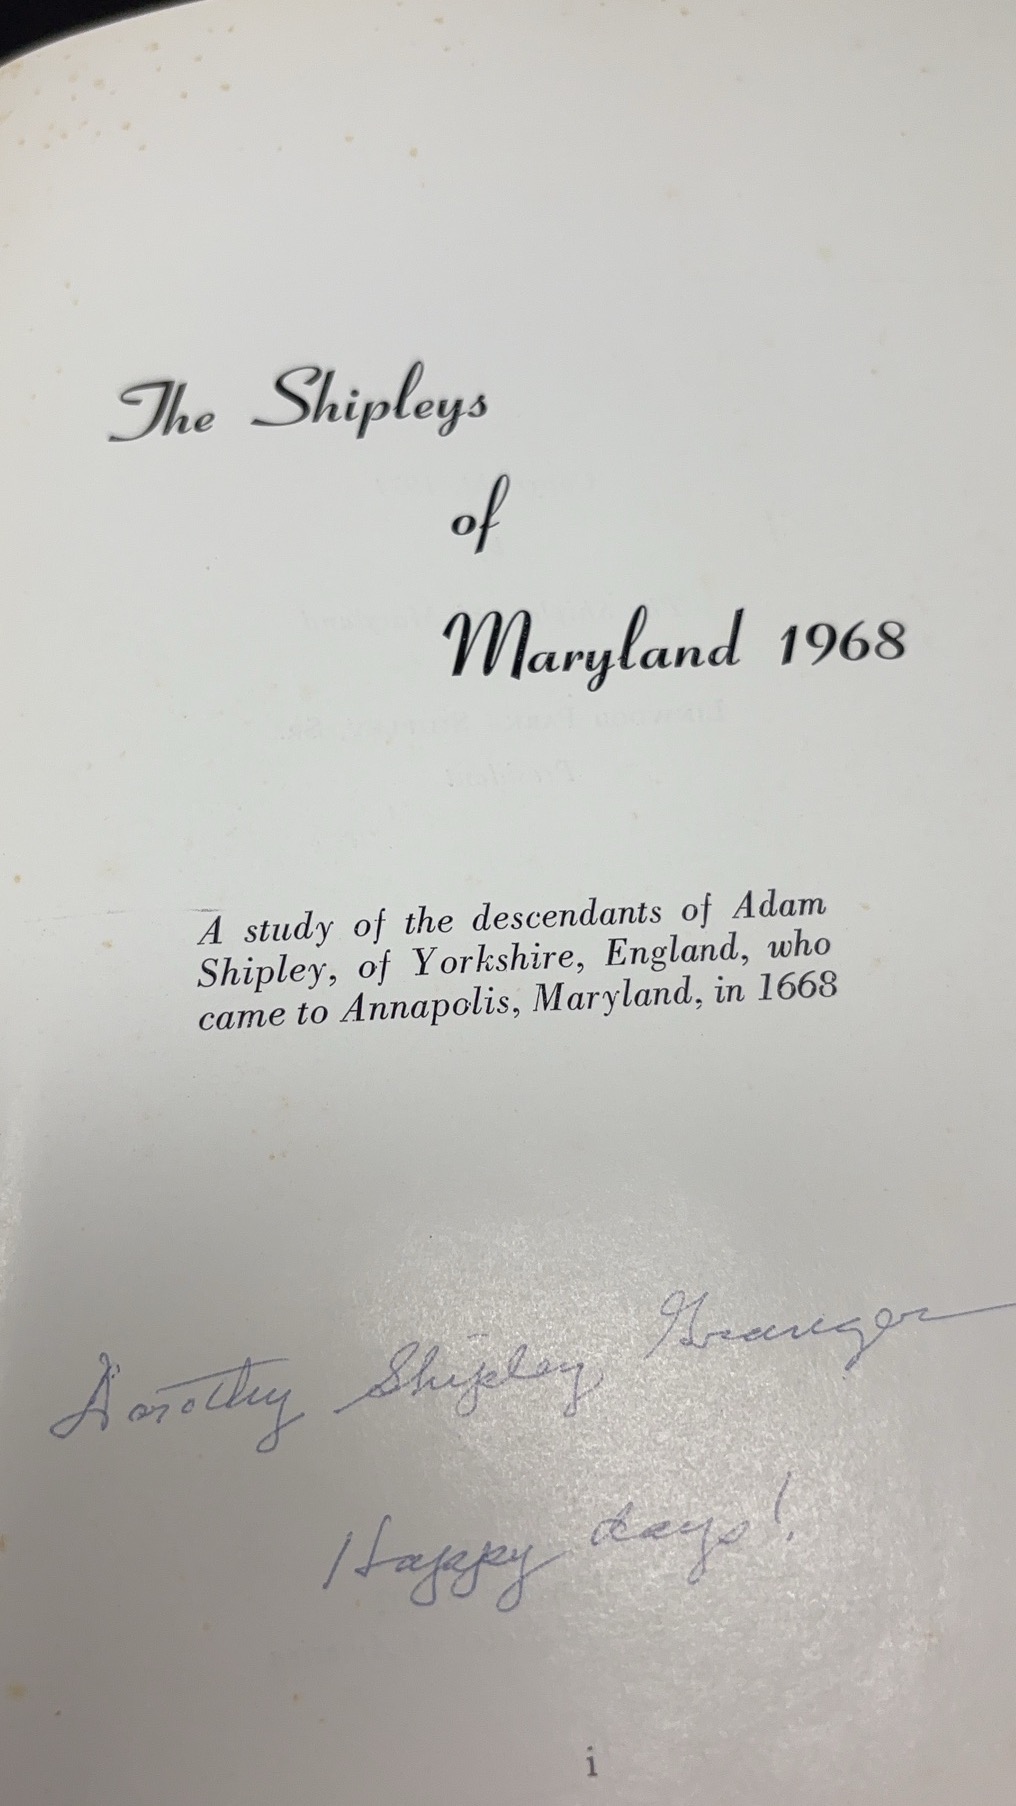 The Shipleys
of
Maryland 1968
A study of the descendants of Adam
Shipley, of Yorkshire, England, who
came to Annapolis, Maryland, in 1668
Dorothy Shipley Granger
Happy days!
i